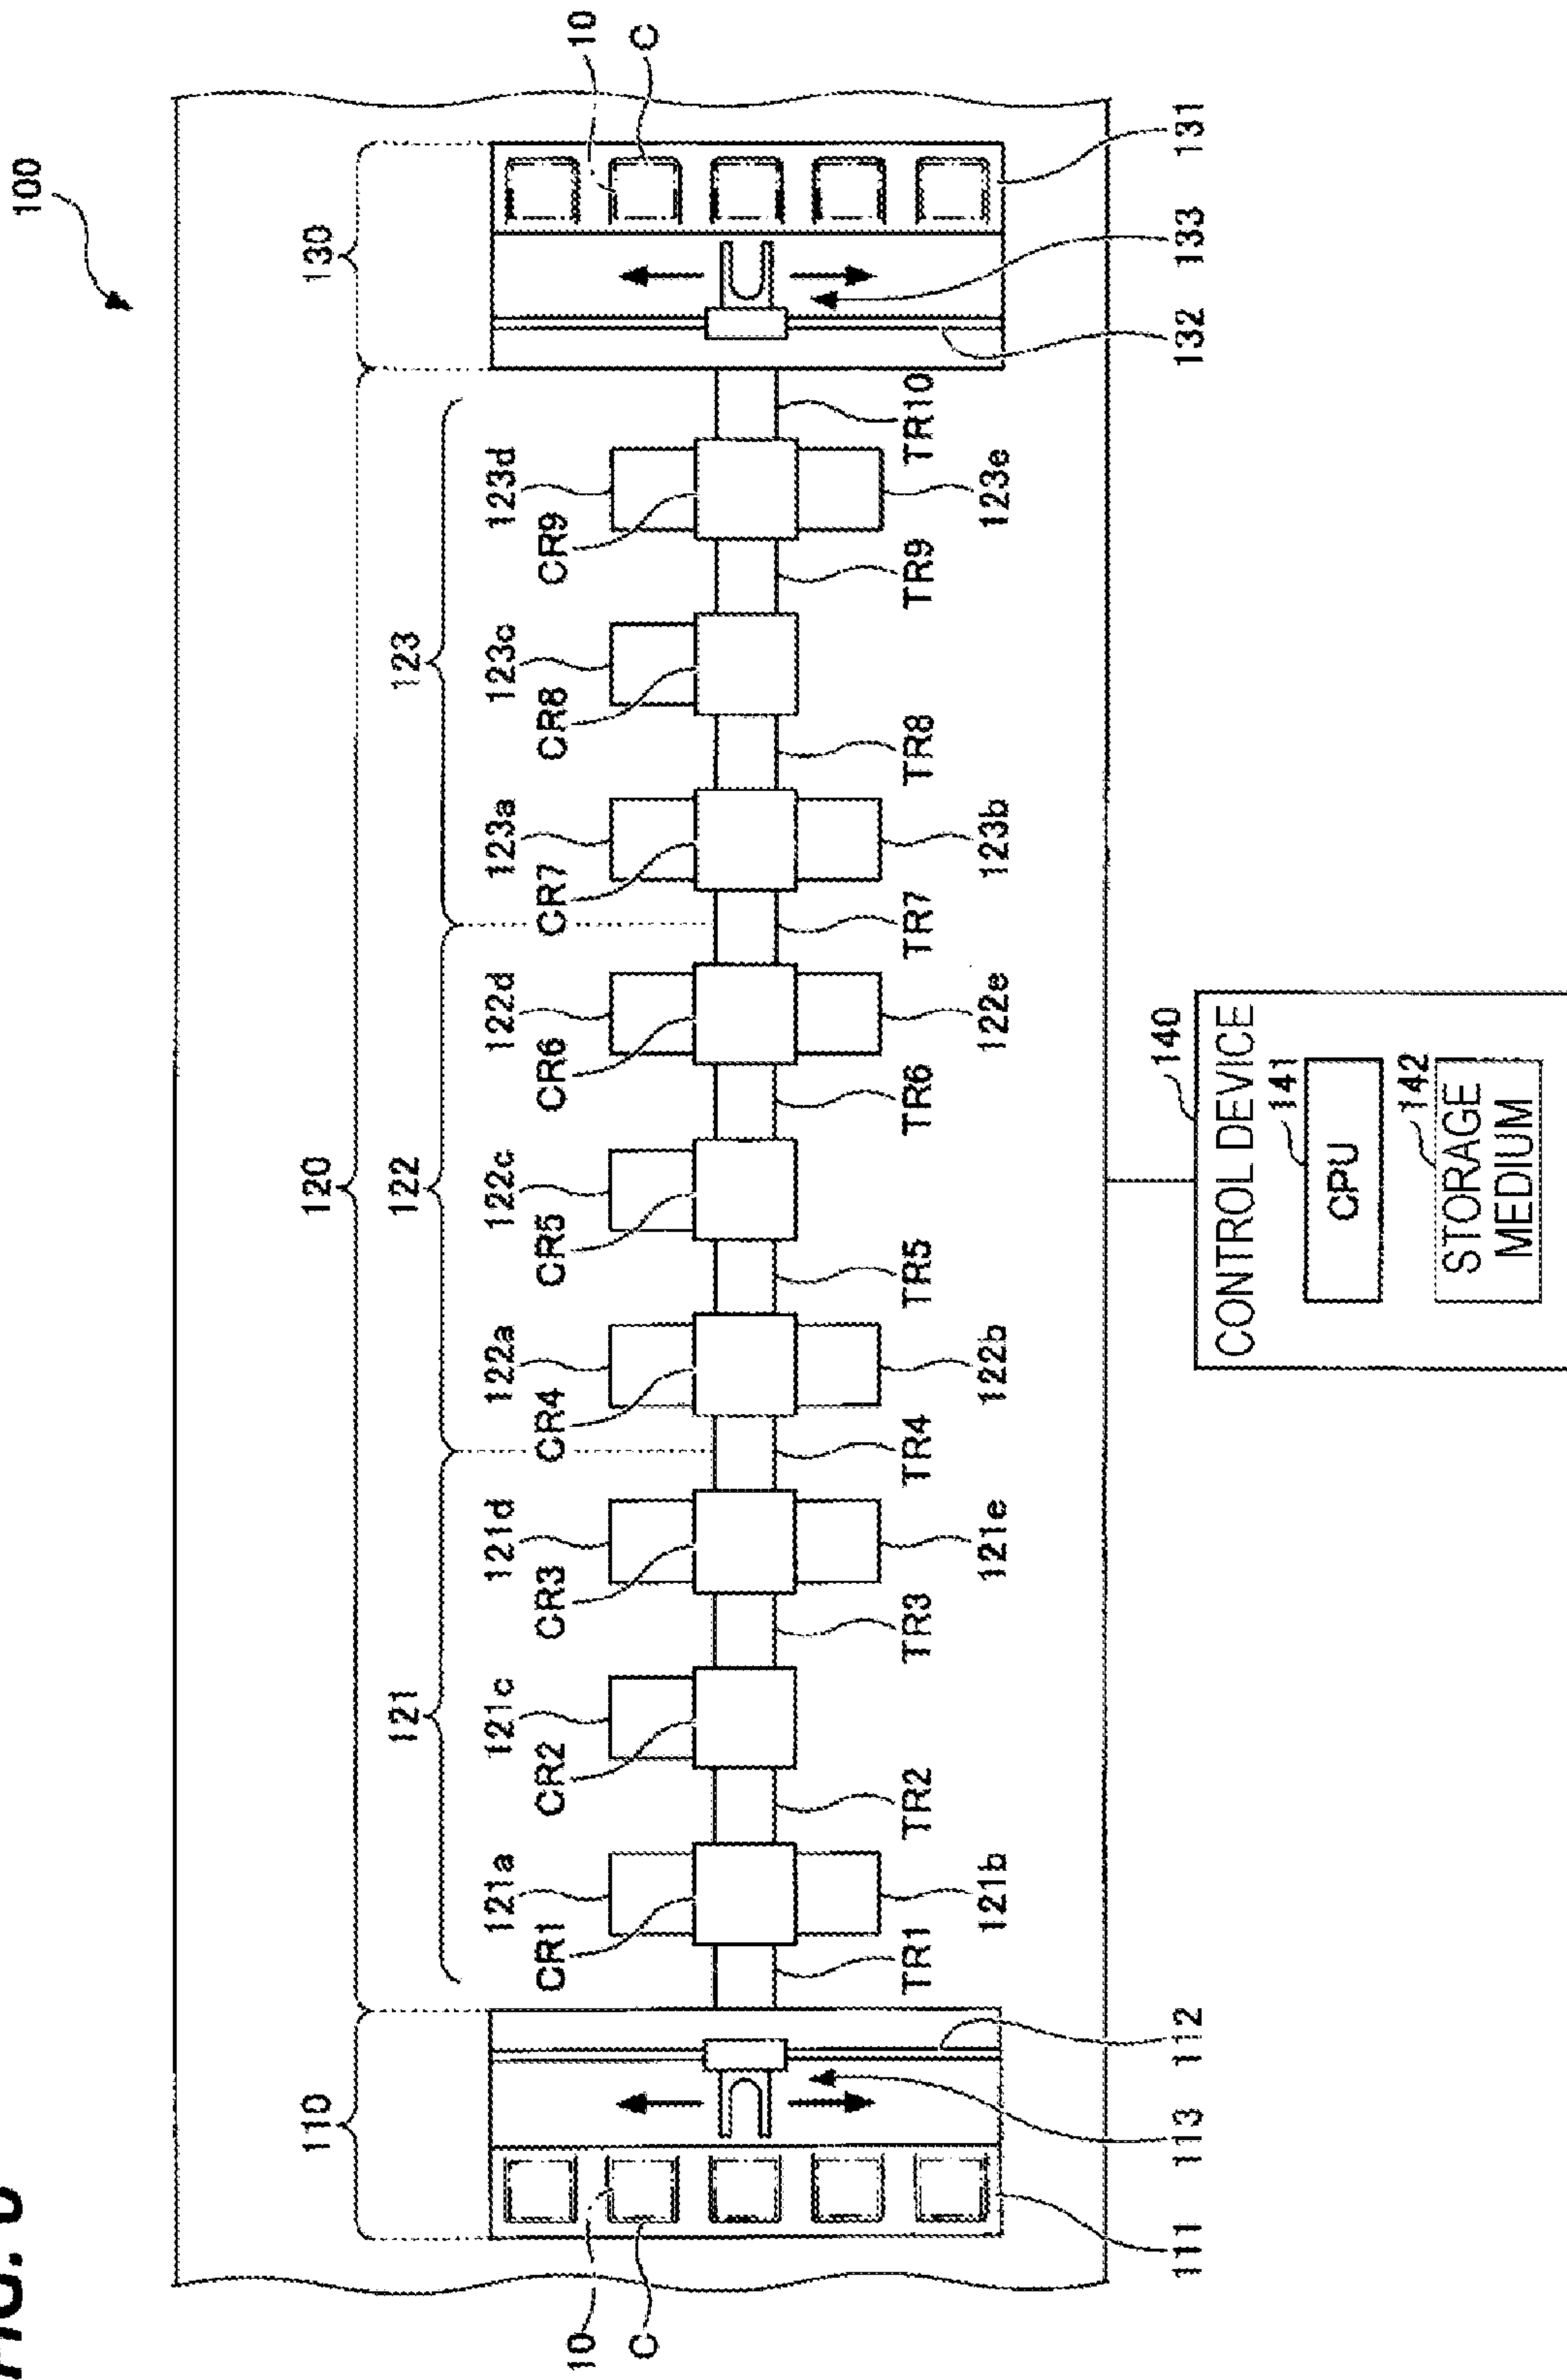 100
110
120
130
121
122
123
121a
121c
121d
122a
122c
122d
123a
123c
123d
CR1
CR2
CR3
CR4
CR5
CR6
CR7
CR8
CR9
10
C
10
C
TR1
TR2
TR3
TR4
TR5
TR6
TR7
TR8
TR9
TR10
121b
121e
122b
122e
123b
123e
111
113
112
132
133
131
140
CONTROL DEVICE
141
CPU
142
STORAGE
MEDIUM